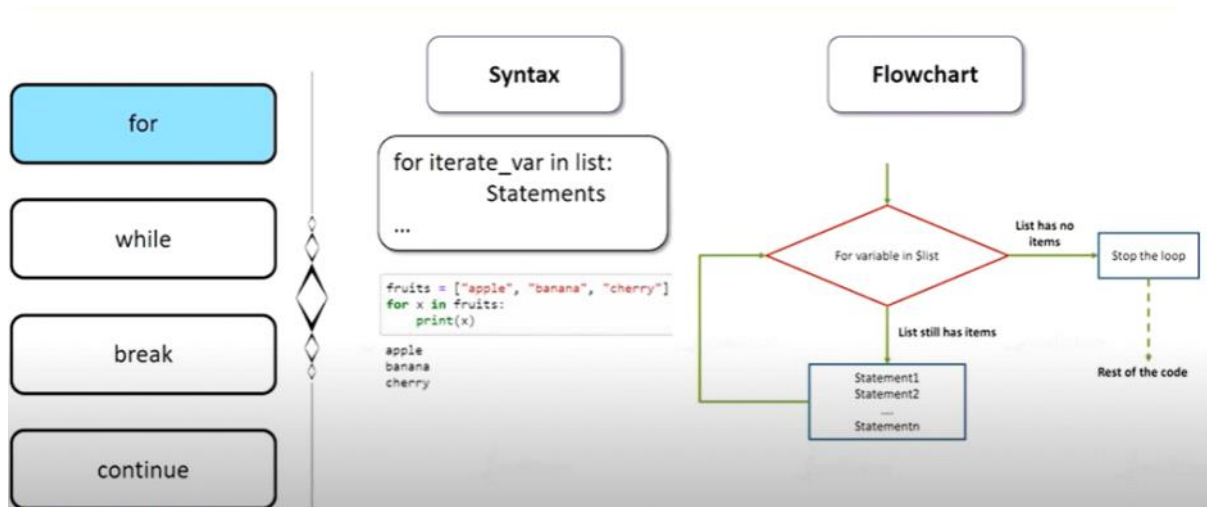 for
while
break
continue
Syntax
for iterate_var in list:
Statements
...
fruits = ["apple", "banana", "cherry"]
for x in fruits:
print(x)
apple
banana
cherry
Flowchart
For variable in $list
List has no
items
Stop the loop
List still has items
Statement1
Statement2
....
Statementn
Rest of the code